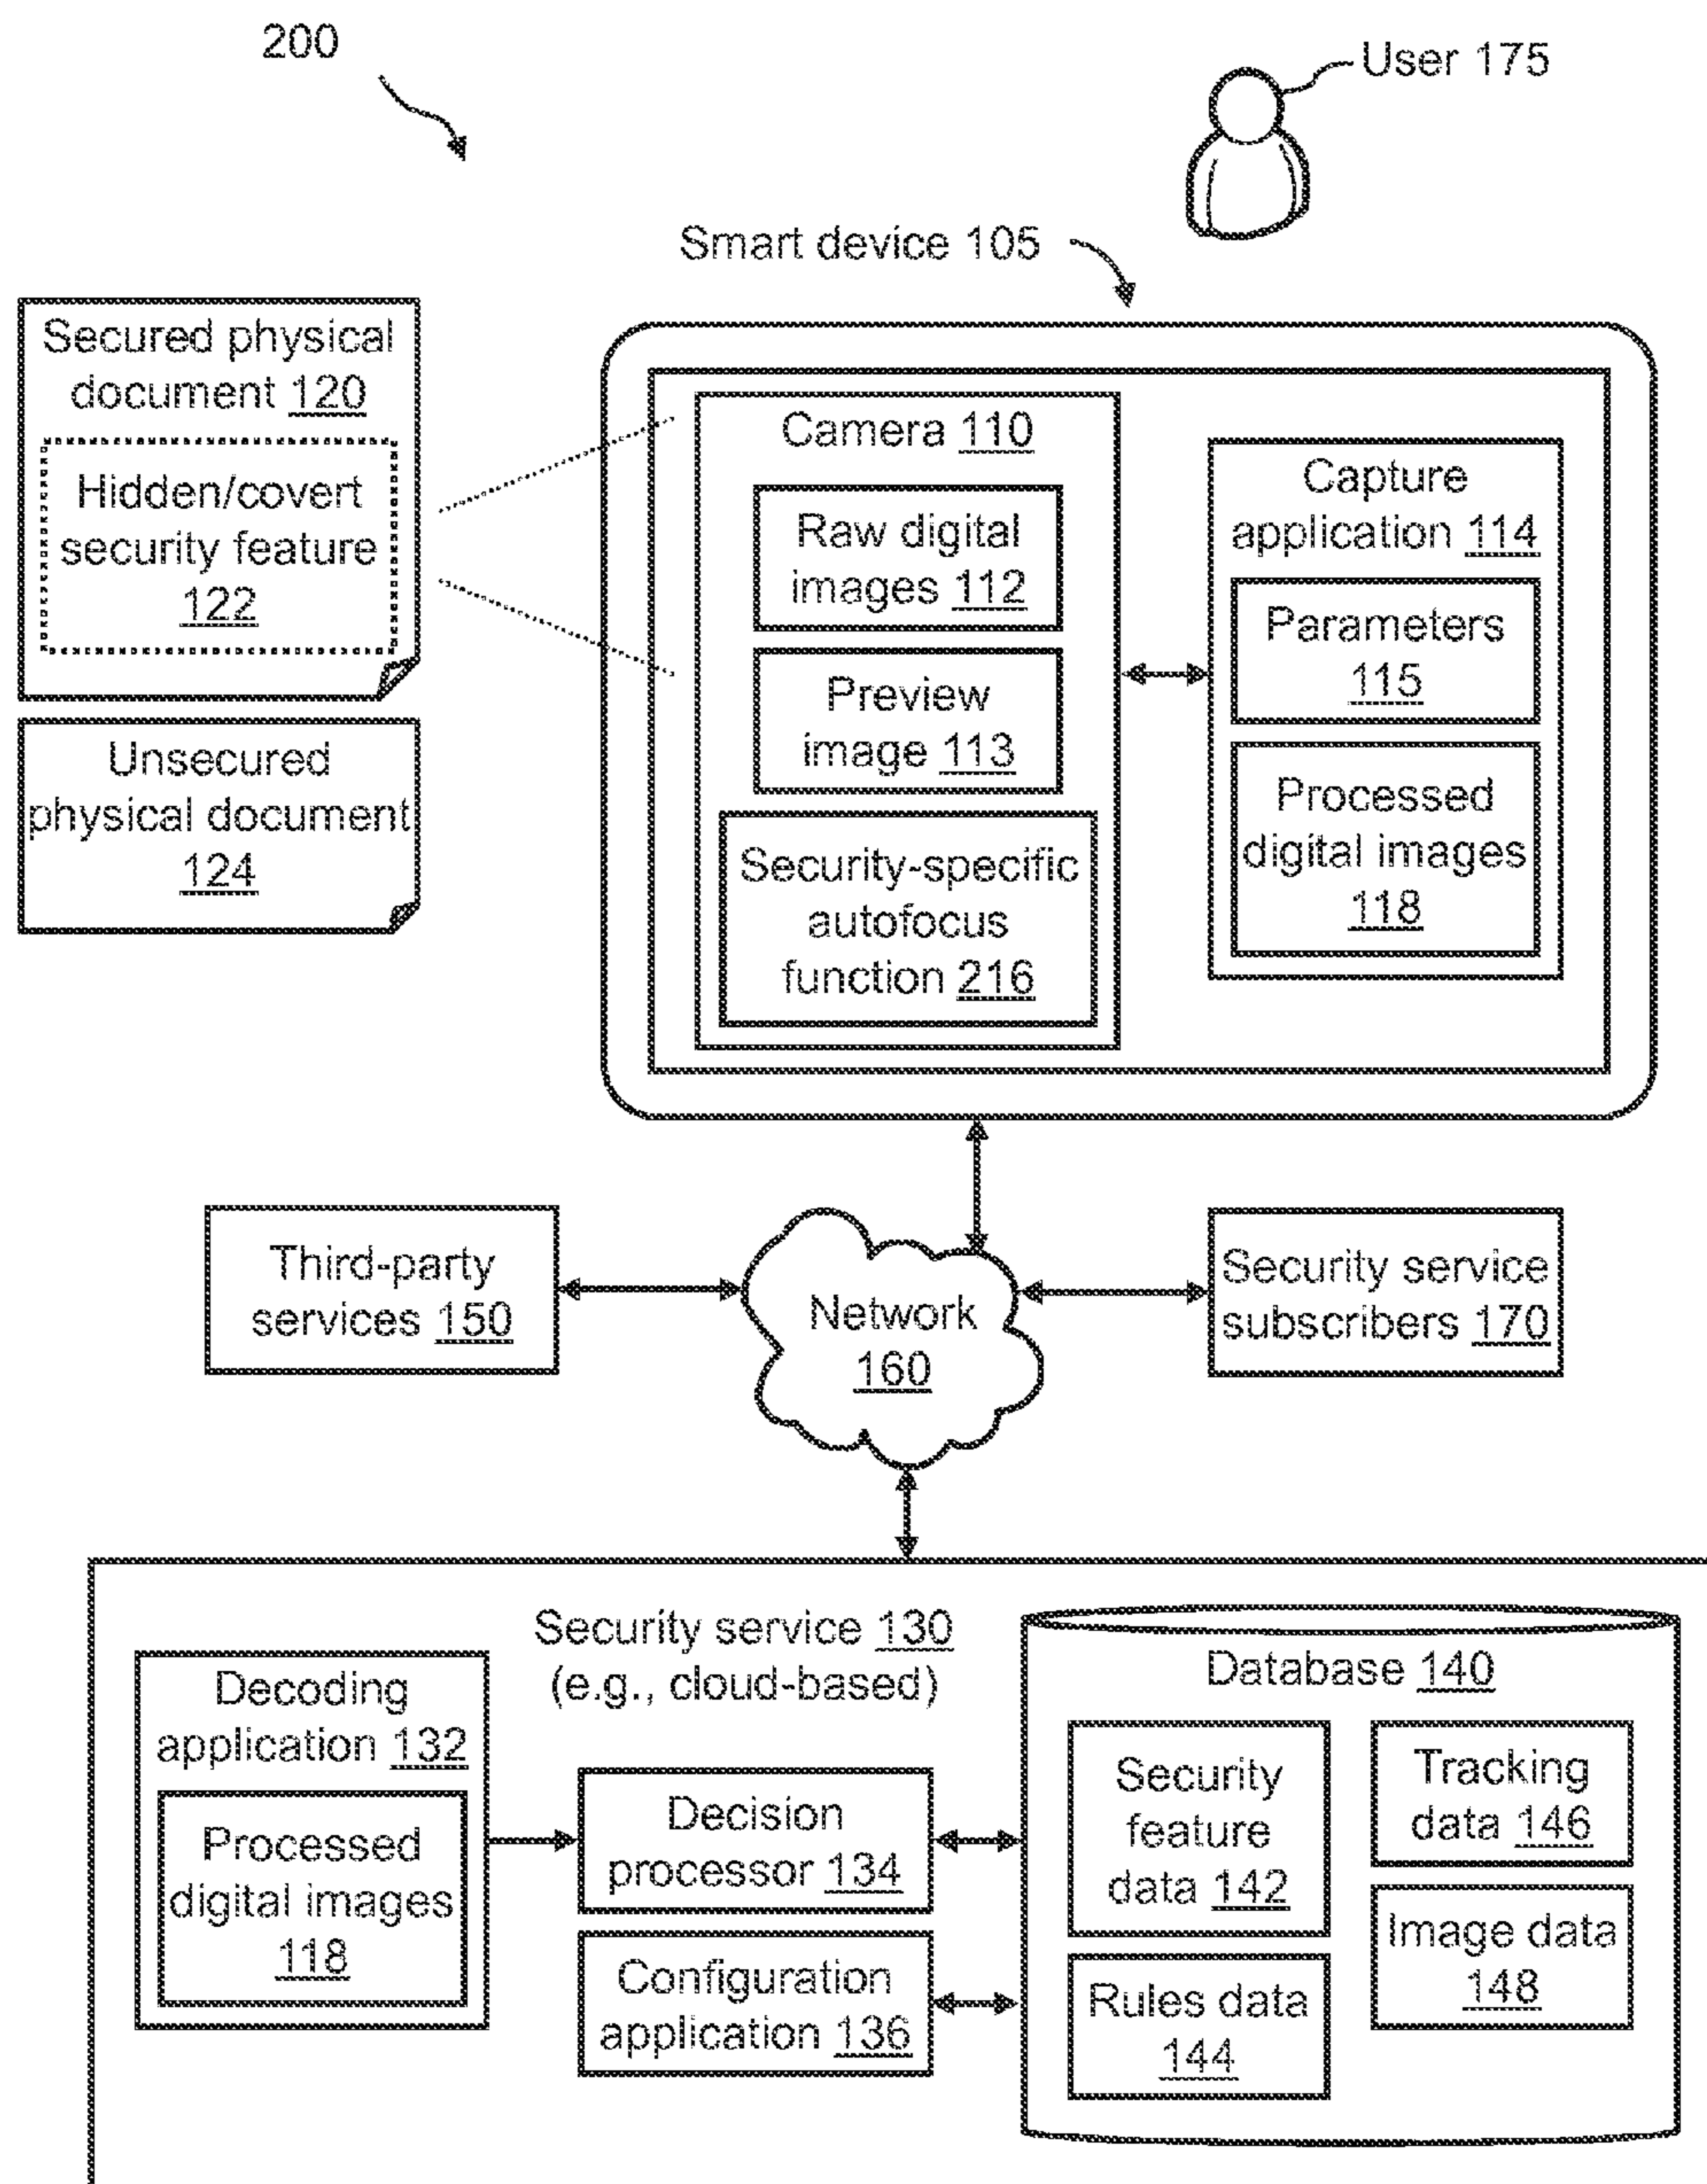 200
User 175
Smart device 105
Secured physical
document 120
Hidden/covert
security feature
122
Unsecured
physical document
124
Camera 110
Raw digital
images 112
Preview
image 113
Security-specific
autofocus
function 216
Capture
application 114
Parameters
115
Processed
digital images
118
Third-party
services 150
Network
160
Security service
subscribers 170
Security service 130
(e.g., cloud-based)
Decoding
application 132
Processed
digital images
118
Decision
processor 134
Configuration
application 136
Database 140
Security
feature
data 142
Tracking
data 146
Rules data
144
Image data
148